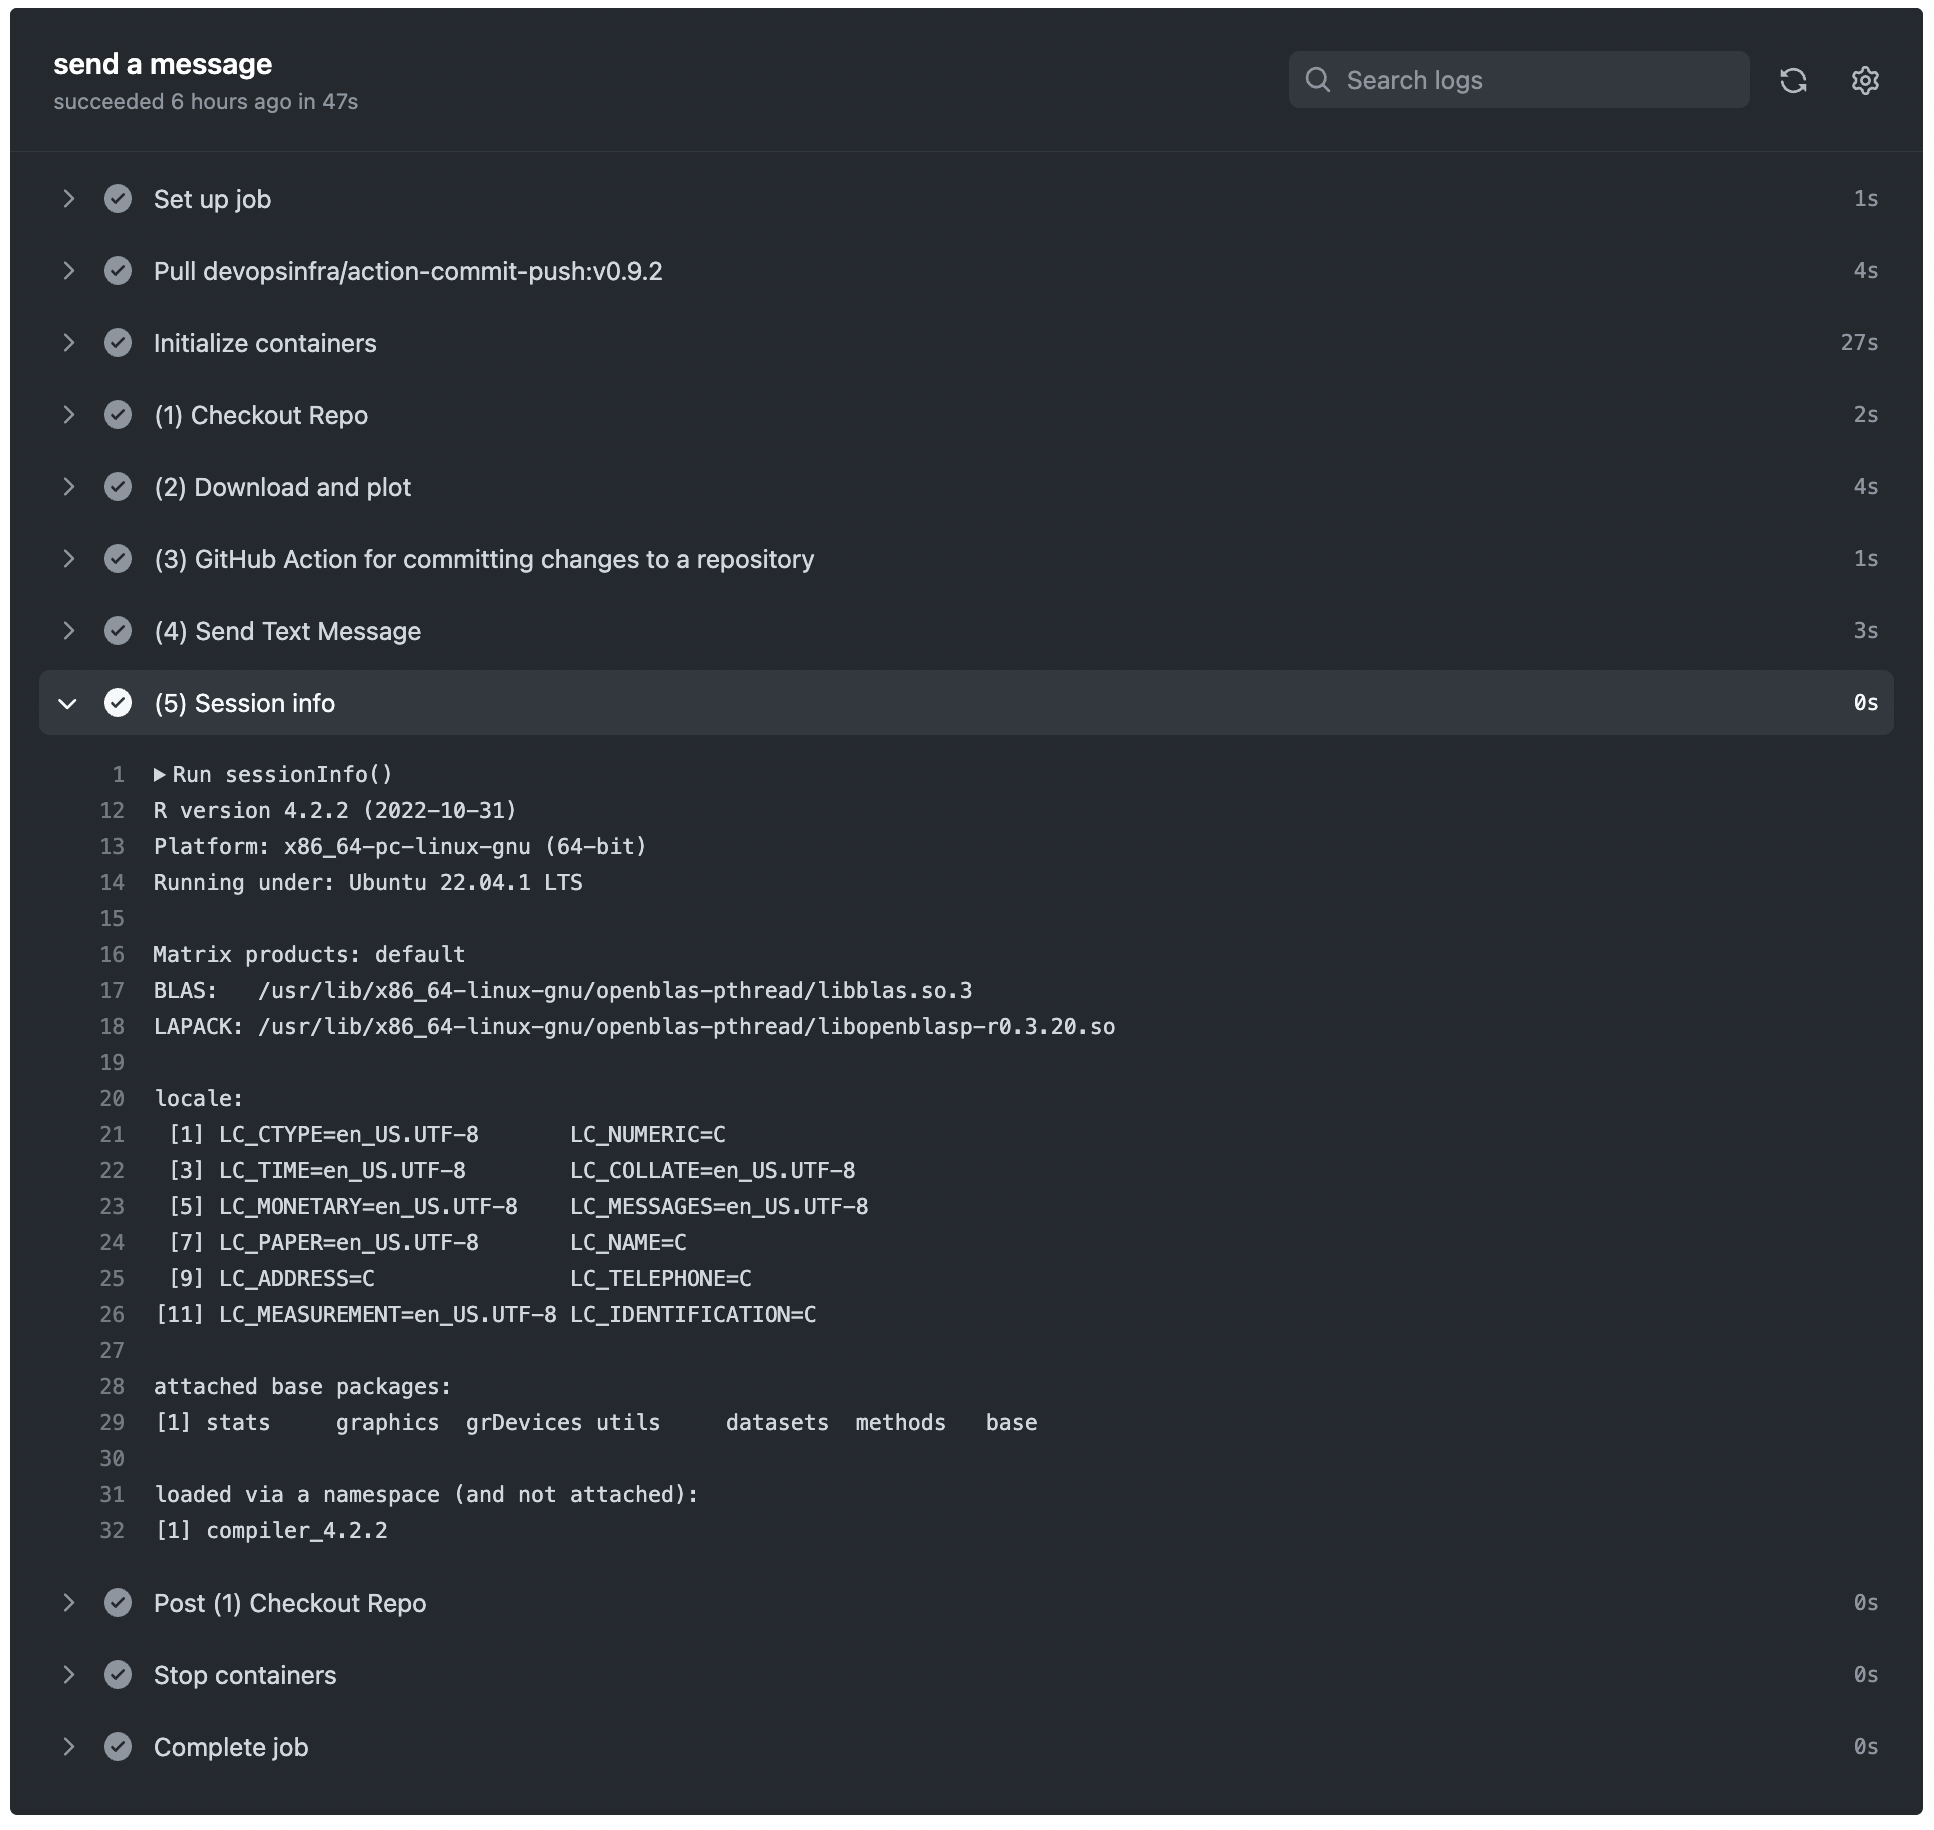 send a message
succeeded 6 hours ago in 47s
Search logs
Set up job 1s
Pull devopsinfra/action-commit-push:v0.9.2 4s
Initialize containers 27s
(1) Checkout Repo 2s
(2) Download and plot 4s
(3) GitHub Action for committing changes to a repository 1s
(4) Send Text Message 3s
(5) Session info 0s
1 Run sessionInfo()
12 R version 4.2.2 (2022-10-31)
13 Platform: x86_64-pc-linux-gnu (64-bit)
14 Running under: Ubuntu 22.04.1 LTS
15
16 Matrix products: default
17 BLAS:   /usr/lib/x86_64-linux-gnu/openblas-pthread/libblas.so.3
18 LAPACK: /usr/lib/x86_64-linux-gnu/openblas-pthread/libopenblasp-r0.3.20.so
19
20 locale:
21  [1] LC_CTYPE=en_US.UTF-8       LC_NUMERIC=C
22  [3] LC_TIME=en_US.UTF-8        LC_COLLATE=en_US.UTF-8
23  [5] LC_MONETARY=en_US.UTF-8    LC_MESSAGES=en_US.UTF-8
24  [7] LC_PAPER=en_US.UTF-8       LC_NAME=C
25  [9] LC_ADDRESS=C               LC_TELEPHONE=C
26 [11] LC_MEASUREMENT=en_US.UTF-8 LC_IDENTIFICATION=C
27
28 attached base packages:
29 [1] stats     graphics  grDevices utils     datasets  methods   base
30
31 loaded via a namespace (and not attached):
32 [1] compiler_4.2.2
Post (1) Checkout Repo 0s
Stop containers 0s
Complete job 0s